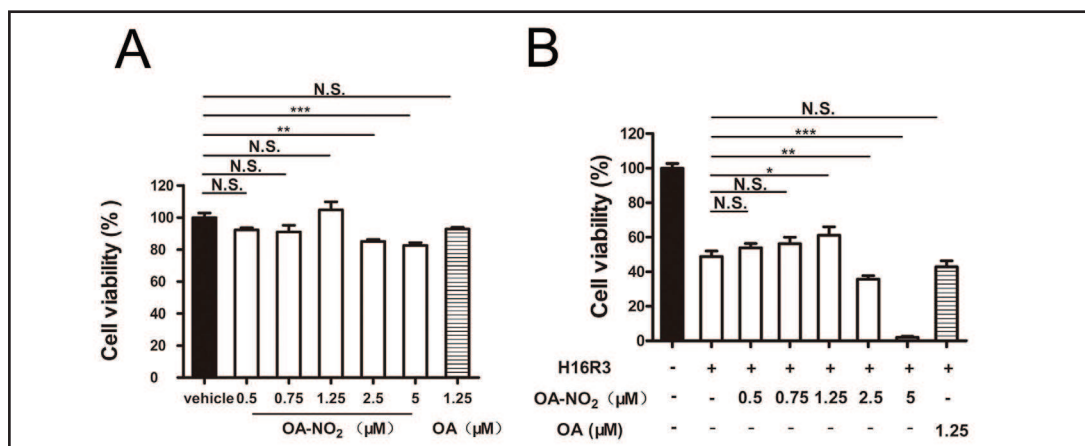 A
N.S.
***
**
N.S.
N.S.
N.S.
Cell viability (%)
120
100
80
60
40
20
0
vehicle 0.5 0.75 1.25 2.5 5 1.25
OA-NO2 (μM) OA (μM)
B
N.S.
***
**
*
N.S.
N.S.
Cell viability (%)
120
100
80
60
40
20
0
H16R3 - + + + + + + +
OA-NO2 (μM) - - 0.5 0.75 1.25 2.5 5 -
OA (μM) - - - - - - - 1.25